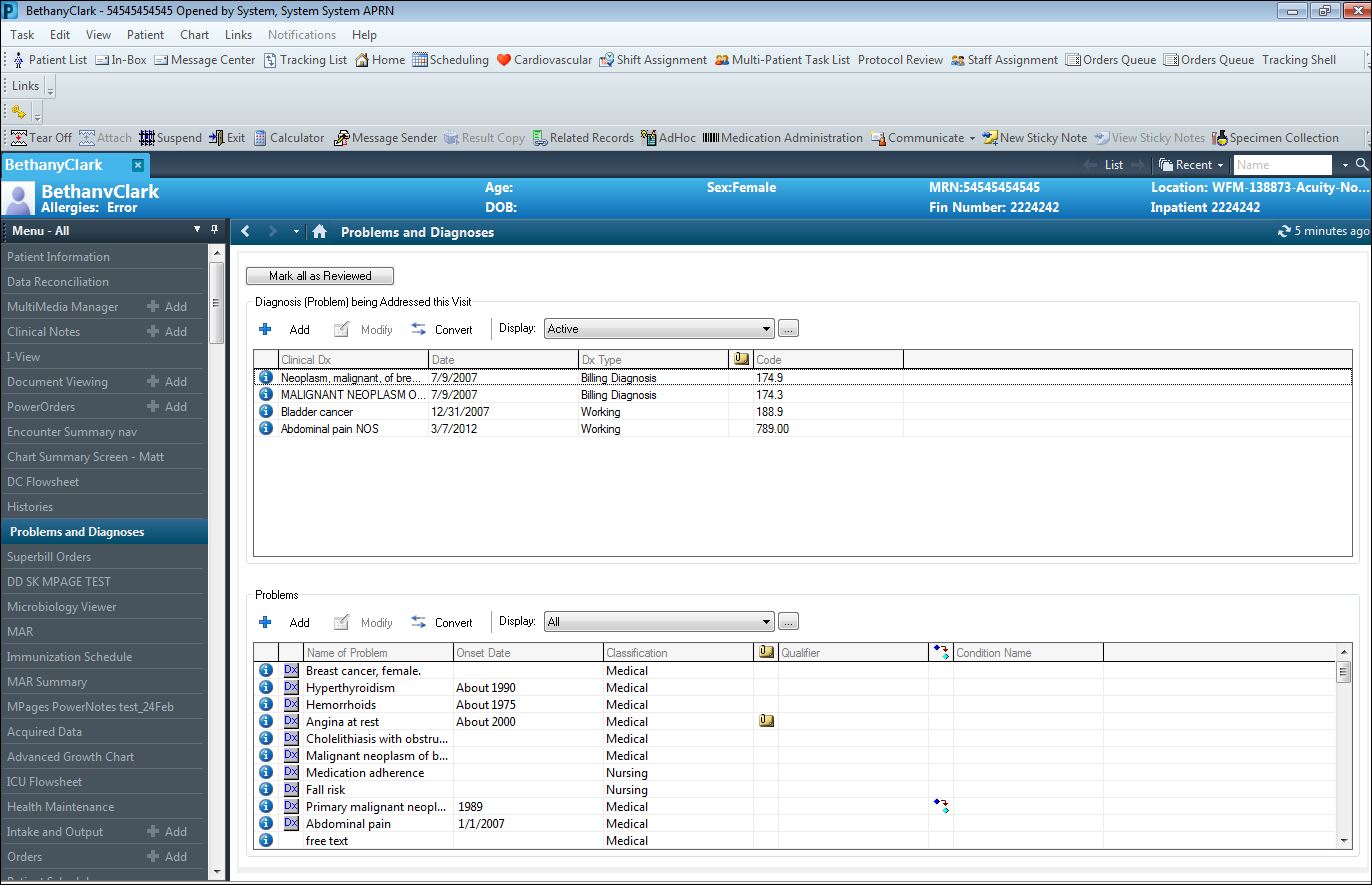 BethanyClark - 54545454545 Opened by System, System System APRN
Task Edit View Patient Chart Links Notifications Help
Patient List In-Box Message Center Tracking List Home Scheduling Cardiovascular Shift Assignment Multi-Patient Task List Protocol Review Staff Assignment Orders Queue Orders Queue Tracking Shell
Links
Tear Off Attach Suspend Exit Calculator Message Sender Result Copy Related Records AdHoc Medication Administration Communicate New Sticky Note View Sticky Notes Specimen Collection
BethanyClark List Recent Name
BethanyClark Age: Sex:Female MRN:54545454545 Location: WFM-138873-Acuity-No...
Allergies: Error DOB: Fin Number: 2224242 Inpatient 2224242
Menu - All
Patient Information
Data Reconciliation
MultiMedia Manager Add
Clinical Notes Add
I-View
Document Viewing Add
PowerOrders Add
Encounter Summary nav
Chart Summary Screen - Matt
DC Flowsheet
Histories
Problems and Diagnoses
Superbill Orders
DD SK MPAGE TEST
Microbiology Viewer
MAR
Immunization Schedule
MAR Summary
MPages PowerNotes test_24Feb
Acquired Data
Advanced Growth Chart
ICU Flowsheet
Health Maintenance
Intake and Output Add
Orders Add
Problems and Diagnoses 5 minutes ago
Mark all as Reviewed
Diagnosis (Problem) being Addressed this Visit
Add Modify Convert Display: Active ...
Clinical Dx Date Dx Type Code
Neoplasm, malignant, of bre... 7/9/2007 Billing Diagnosis 174.9
MALIGNANT NEOPLASM O... 7/9/2007 Billing Diagnosis 174.3
Bladder cancer 12/31/2007 Working 188.9
Abdominal pain NOS 3/7/2012 Working 789.00
Problems
Add Modify Convert Display: All ...
Name of Problem Onset Date Classification Qualifier Condition Name
Dx Breast cancer, female. Medical
Dx Hyperthyroidism About 1990 Medical
Dx Hemorrhoids About 1975 Medical
Dx Angina at rest About 2000 Medical
Dx Cholelithiasis with obstru... Medical
Dx Malignant neoplasm of b... Medical
Dx Medication adherence Nursing
Dx Fall risk Nursing
Dx Primary malignant neopl... 1989 Medical
Dx Abdominal pain 1/1/2007 Medical
free text Medical